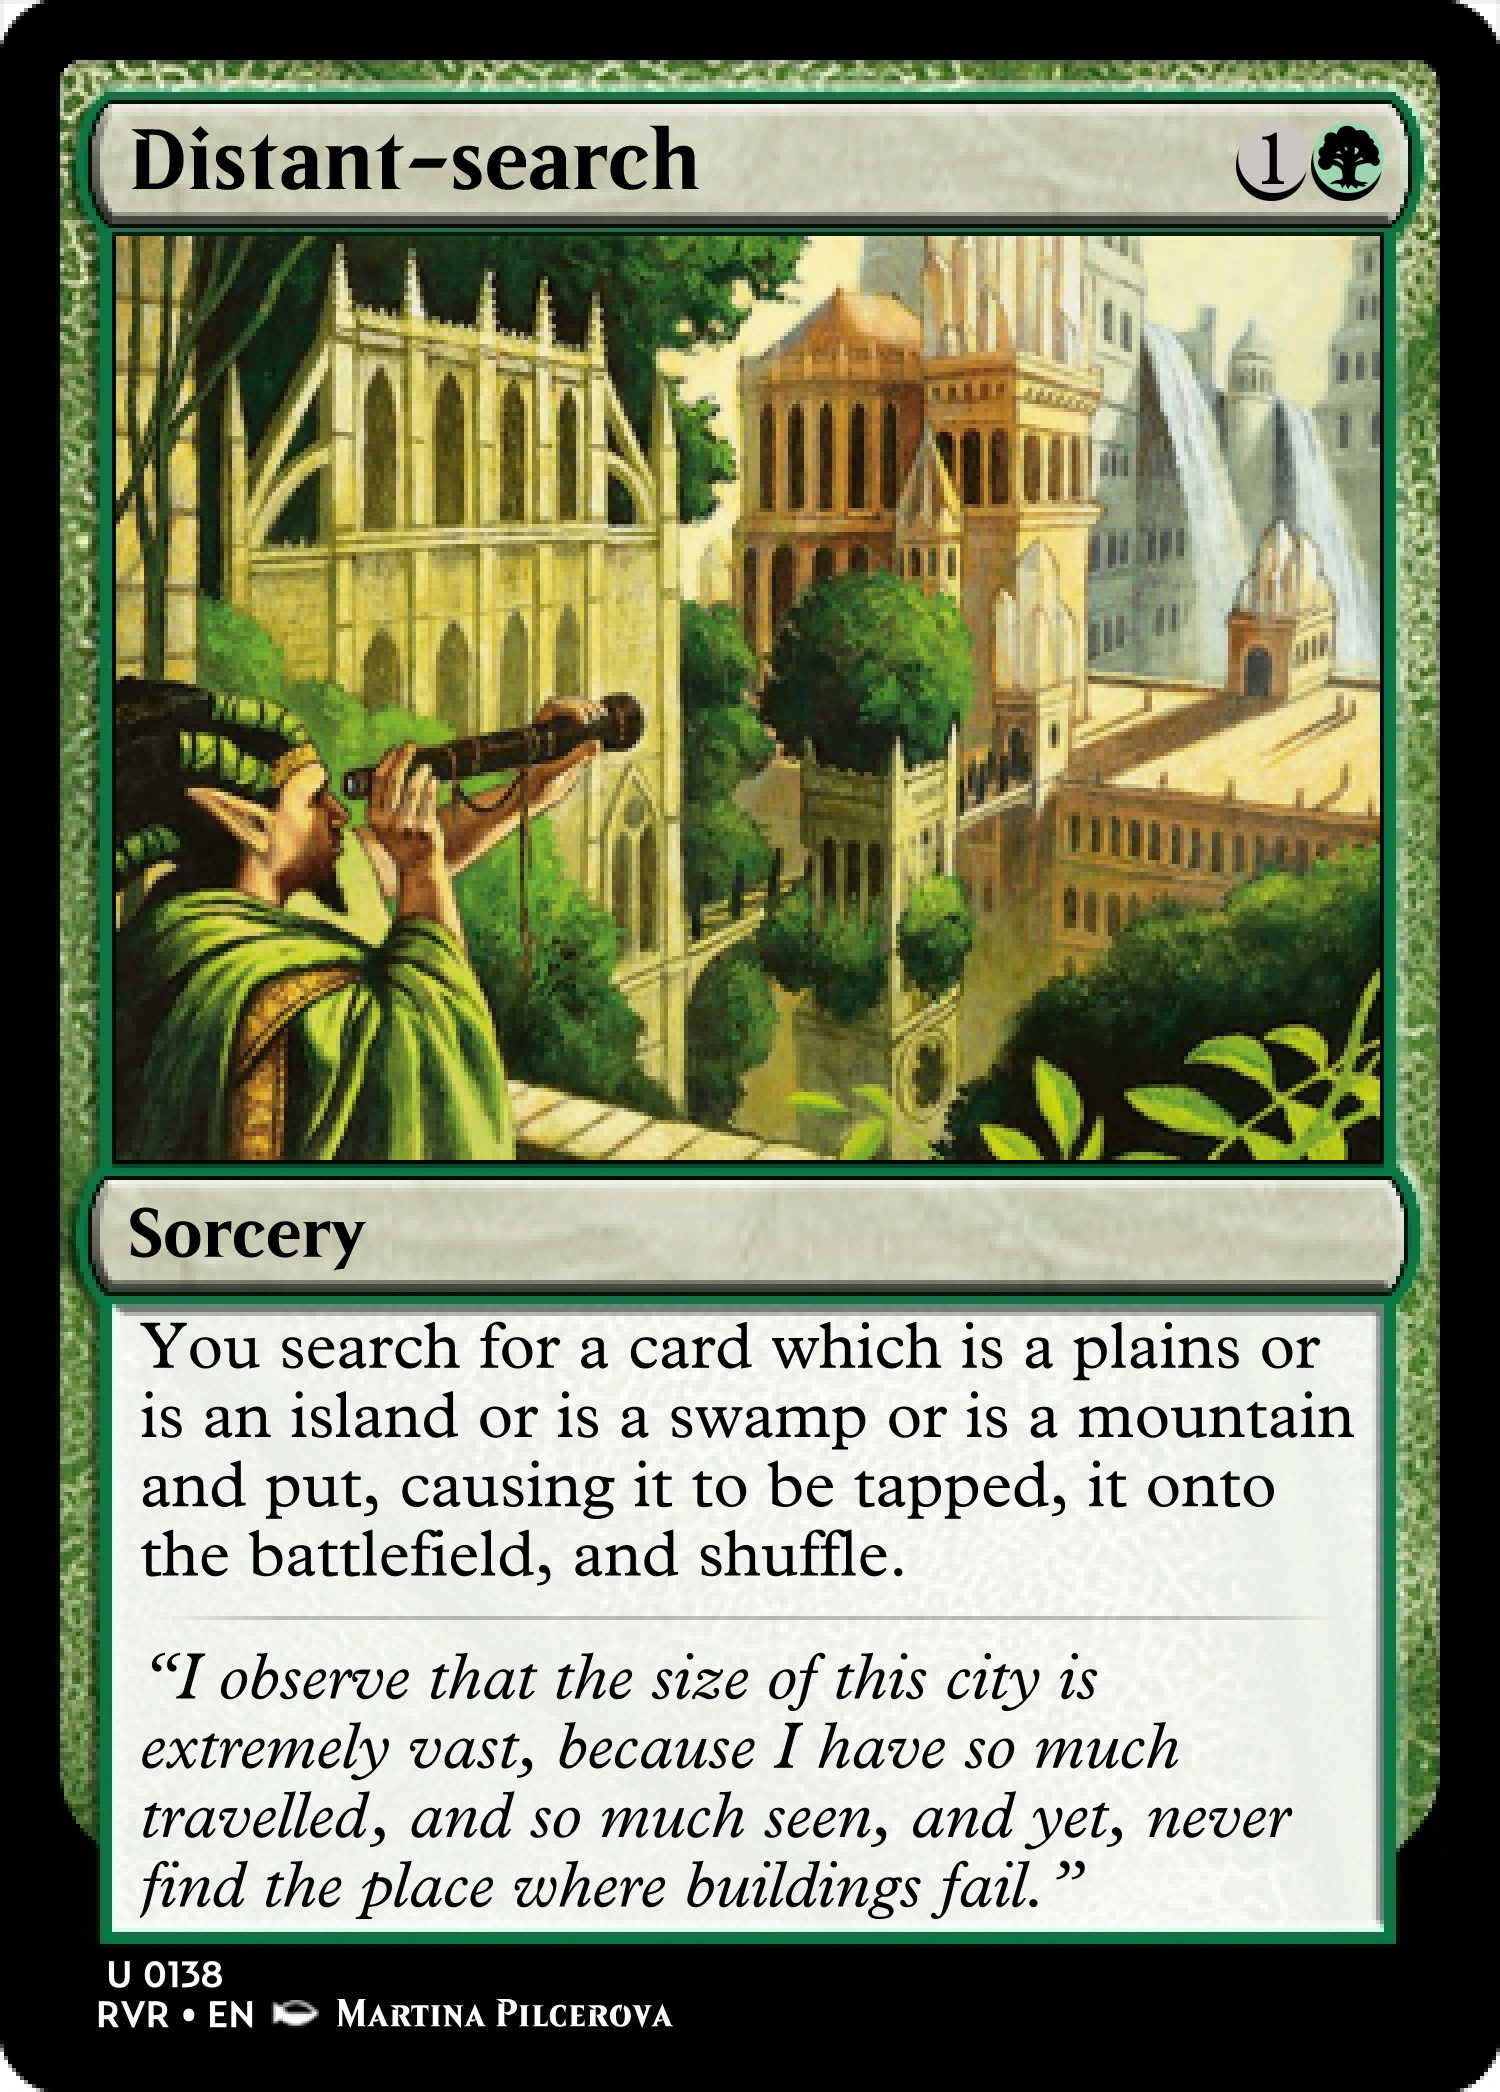 Distant-search 1
Sorcery
You search for a card which is a plains or
is an island or is a swamp or is a mountain
and put, causing it to be tapped, it onto
the battlefield, and shuffle.
“I observe that the size of this city is
extremely vast, because I have so much
travelled, and so much seen, and yet, never
find the place where buildings fail.”
U 0138
RVR • EN Martina Pilcerova